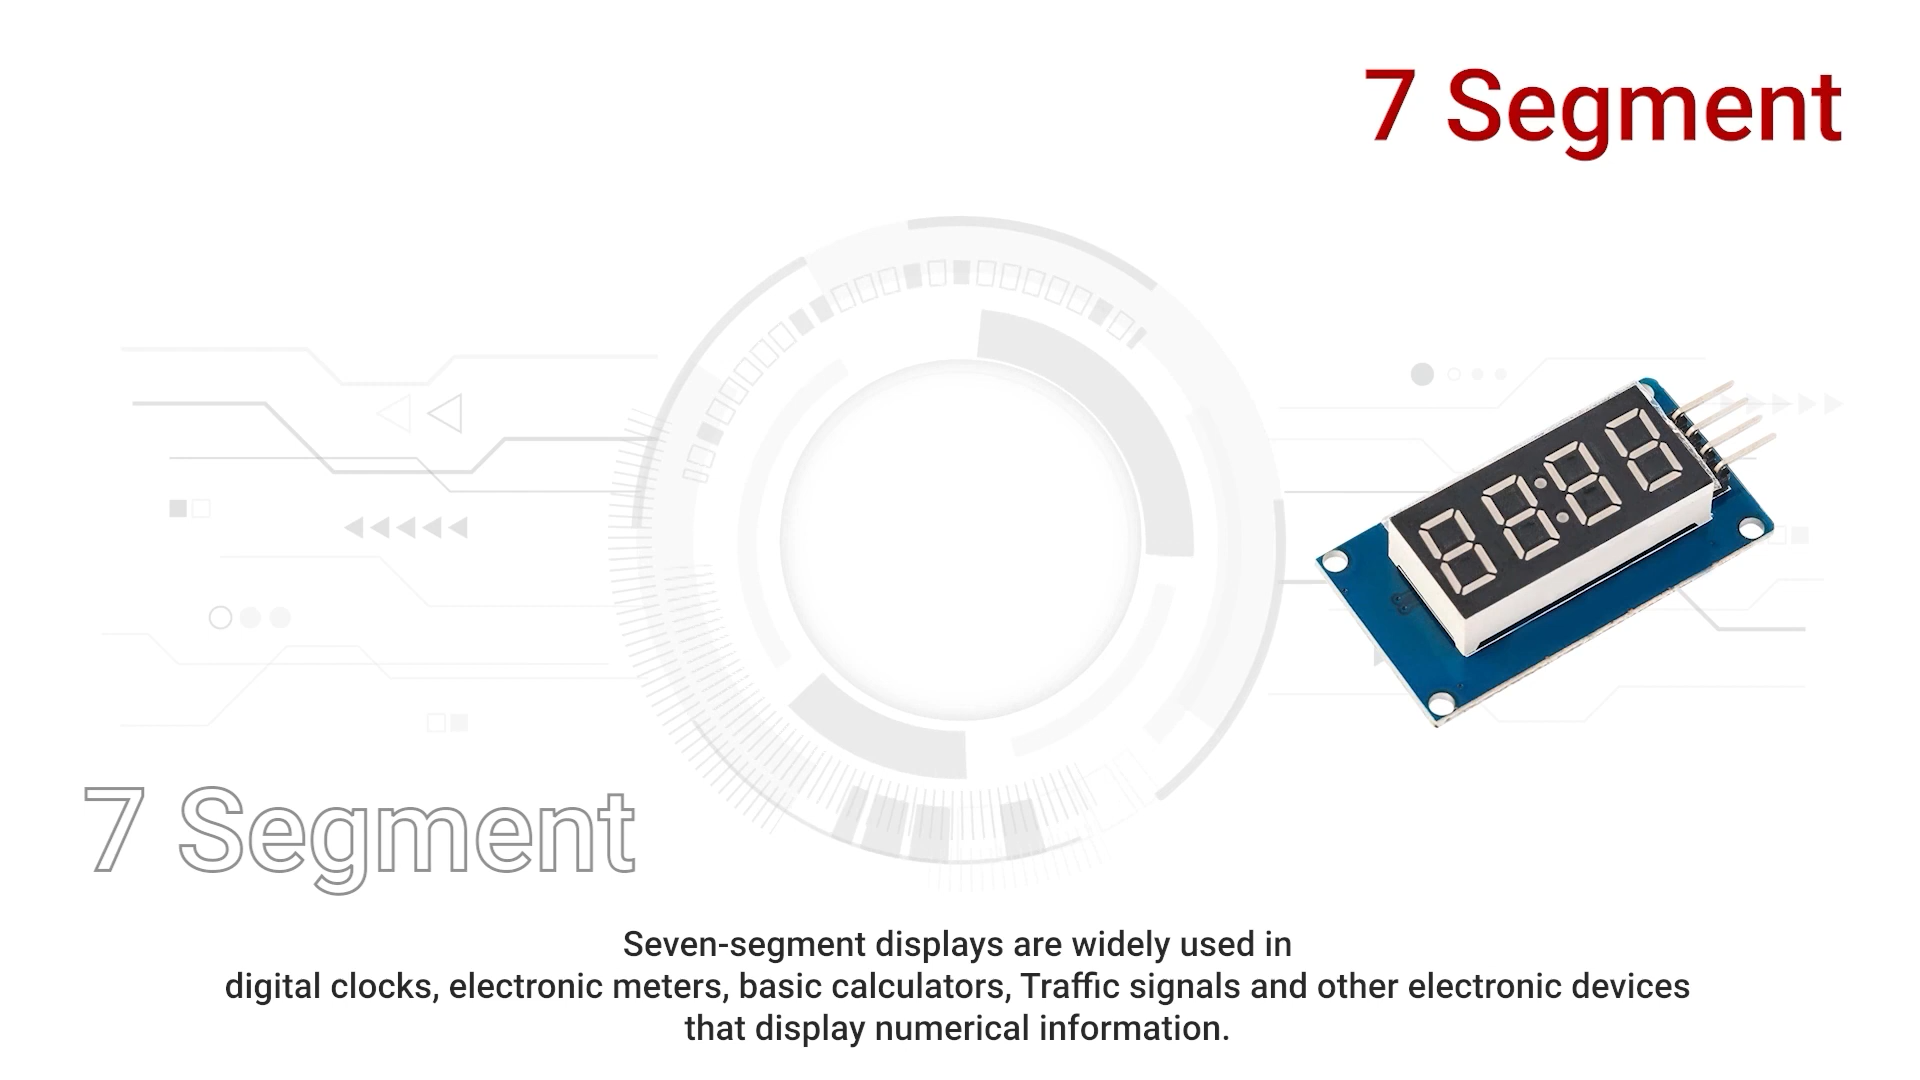 7 Segment
7 Segment
Seven-segment displays are widely used in
digital clocks, electronic meters, basic calculators, Traffic signals and other electronic devices
that display numerical information.